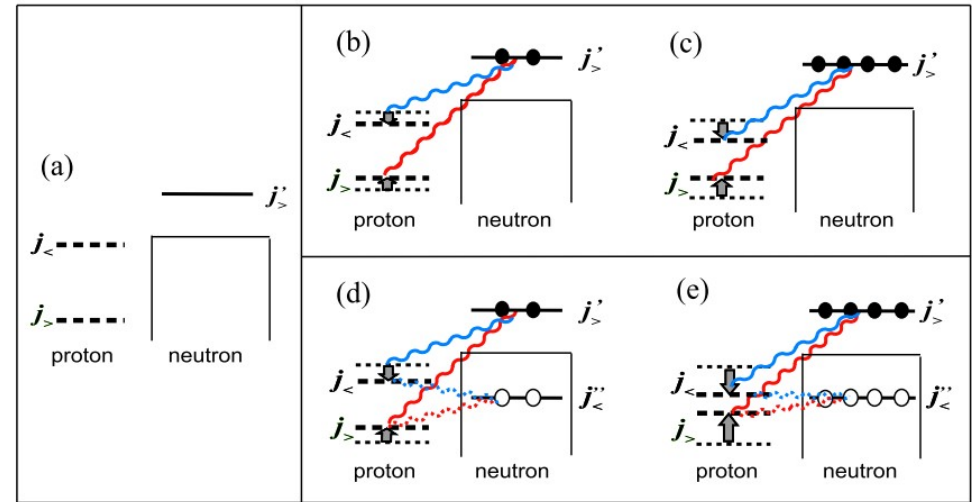 (a)
j'>
j<
j>
proton neutron
(b)
j'>
j<
j>
proton neutron
(c)
j'>
j<
j>
proton neutron
(d)
j'>
j<
j''<
j>
proton neutron
(e)
j'>
j<
j''<
j>
proton neutron